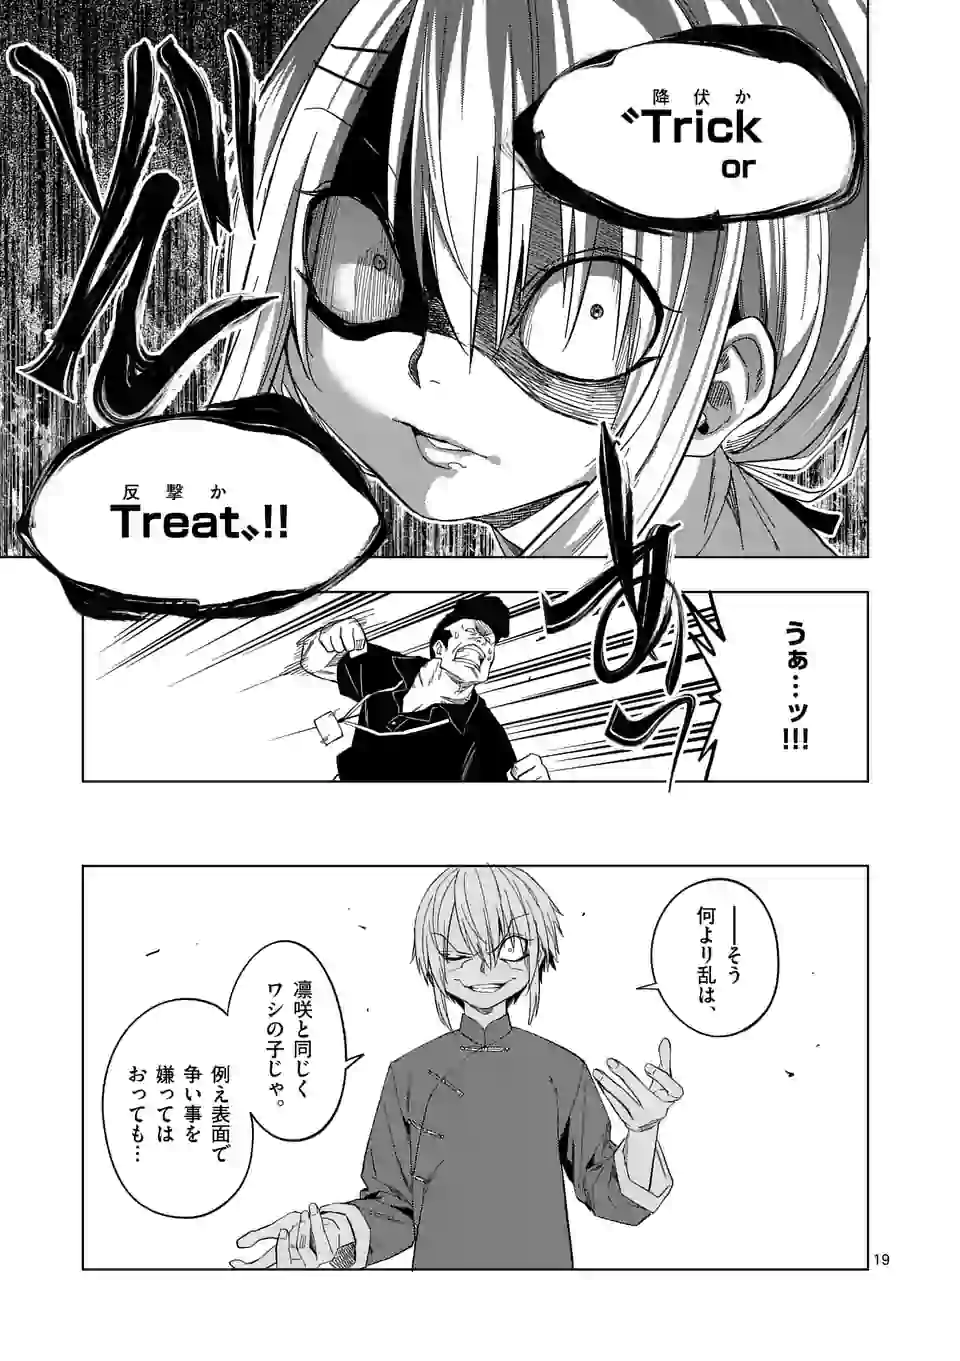 降伏か
〝Trick
or
反撃か
Treat〟!!
うぁ…ッ!!!
――そう
何より乱は、
凛咲と同じく
ワシの子じゃ。
例え表面で
争い事を
嫌っては
おっても…
19